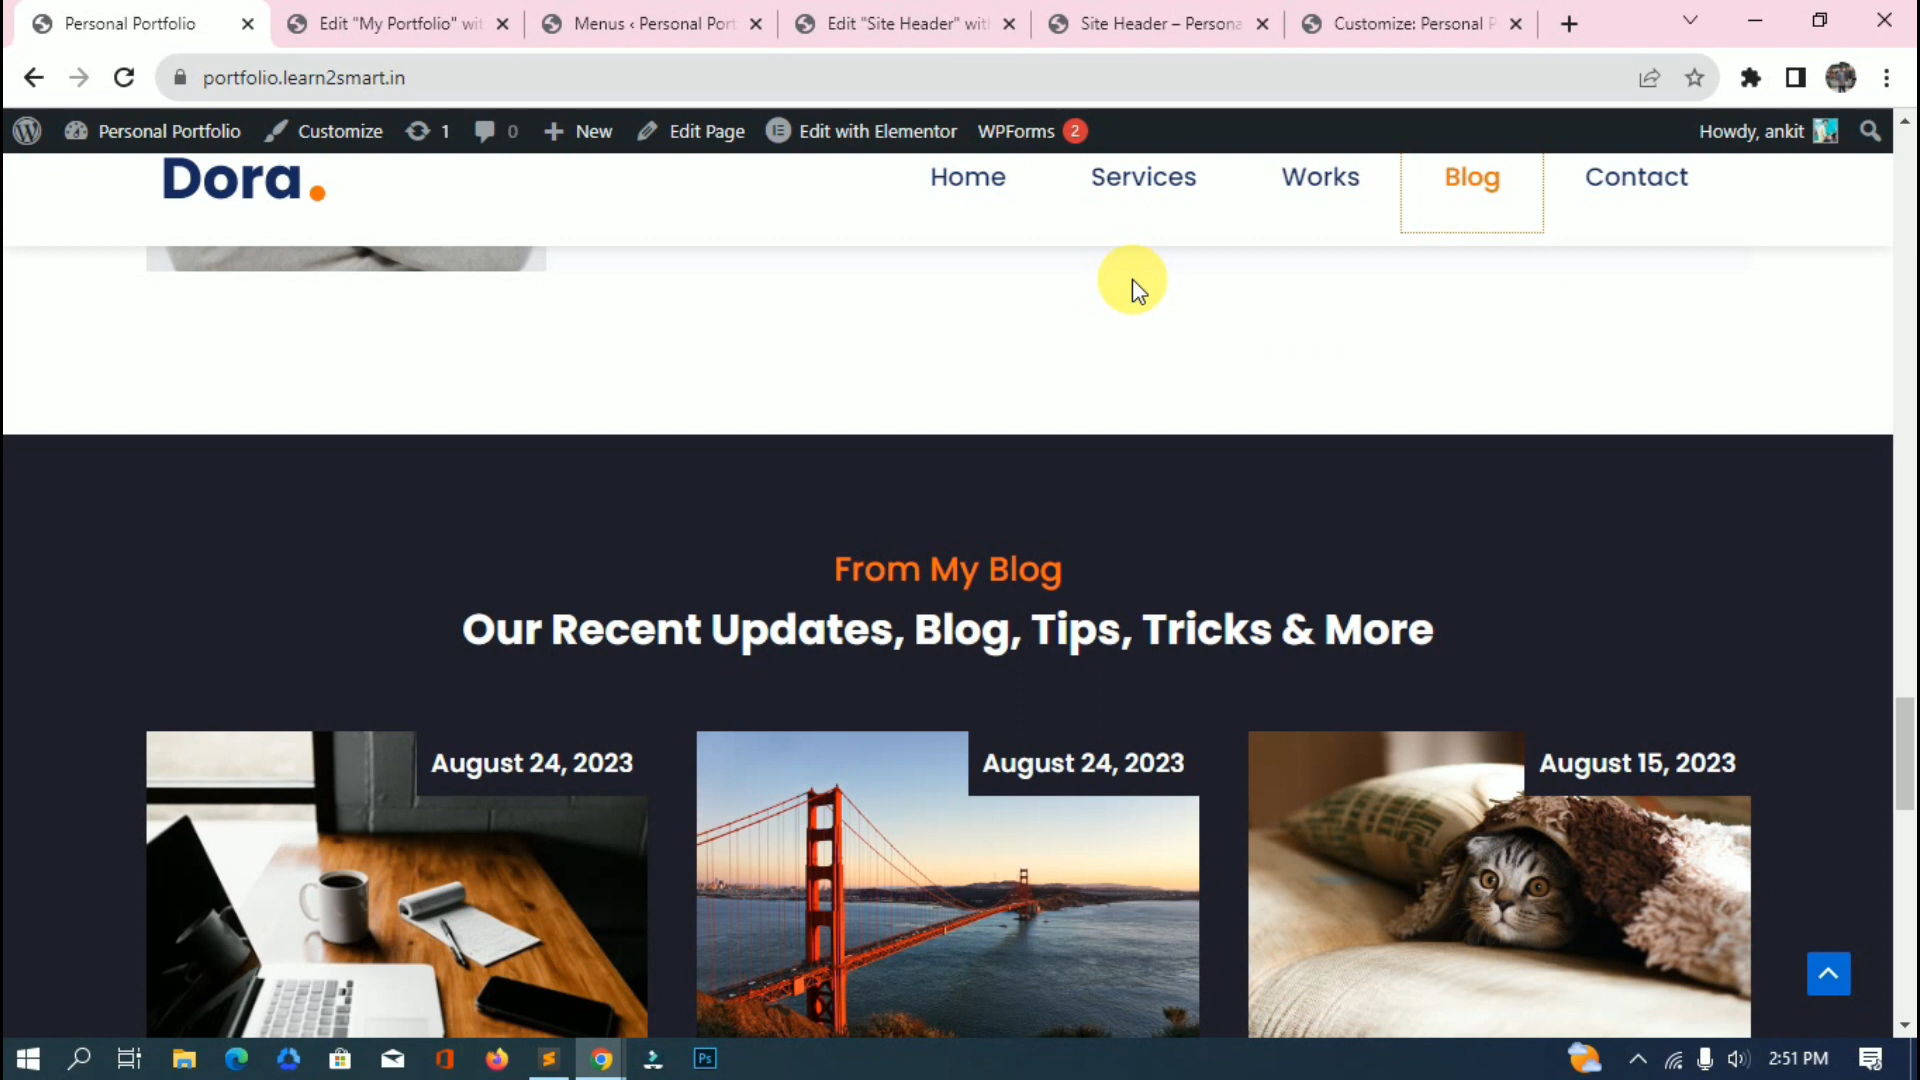 Personal Portfolio
Edit "My Portfolio" wit
Menus ‹ Personal Port
Edit "Site Header" with
Site Header – Persona
Customize: Personal P
portfolio.learn2smart.in
Personal Portfolio
Customize
1
0
New
Edit Page
Edit with Elementor
WPForms 2
Howdy, ankit
Dora.
Home
Services
Works
Blog
Contact
From My Blog
Our Recent Updates, Blog, Tips, Tricks & More
August 24, 2023
August 24, 2023
August 15, 2023
Ps
2:51 PM